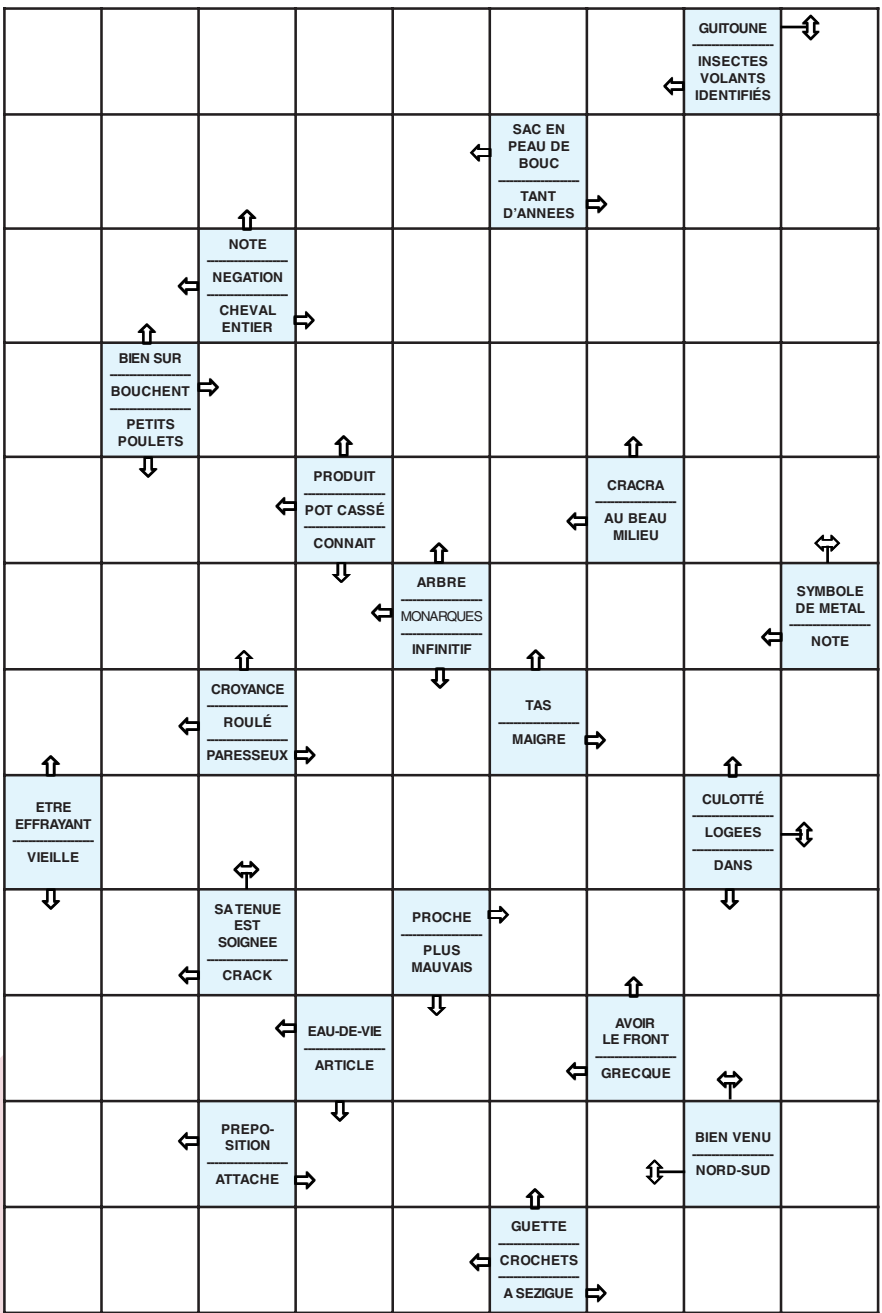 GUITOUNE
INSECTES
VOLANTS
IDENTIFIÉS
SAC EN
PEAU DE
BOUC
TANT
D'ANNEES
NOTE
NEGATION
CHEVAL
ENTIER
BIEN SUR
BOUCHENT
PETITS
POULETS
PRODUIT
POT CASSÉ
CONNAIT
CRACRA
AU BEAU
MILIEU
ARBRE
MONARQUES
INFINITIF
SYMBOLE
DE METAL
NOTE
CROYANCE
ROULÉ
PARESSEUX
TAS
MAIGRE
ETRE
EFFRAYANT
VIEILLE
CULOTTÉ
LOGEES
DANS
SA TENUE
EST
SOIGNEE
CRACK
PROCHE
PLUS
MAUVAIS
EAU-DE-VIE
ARTICLE
AVOIR
LE FRONT
GRECQUE
PREPO-
SITION
ATTACHE
BIEN VENU
NORD-SUD
GUETTE
CROCHETS
A SEZIGUE